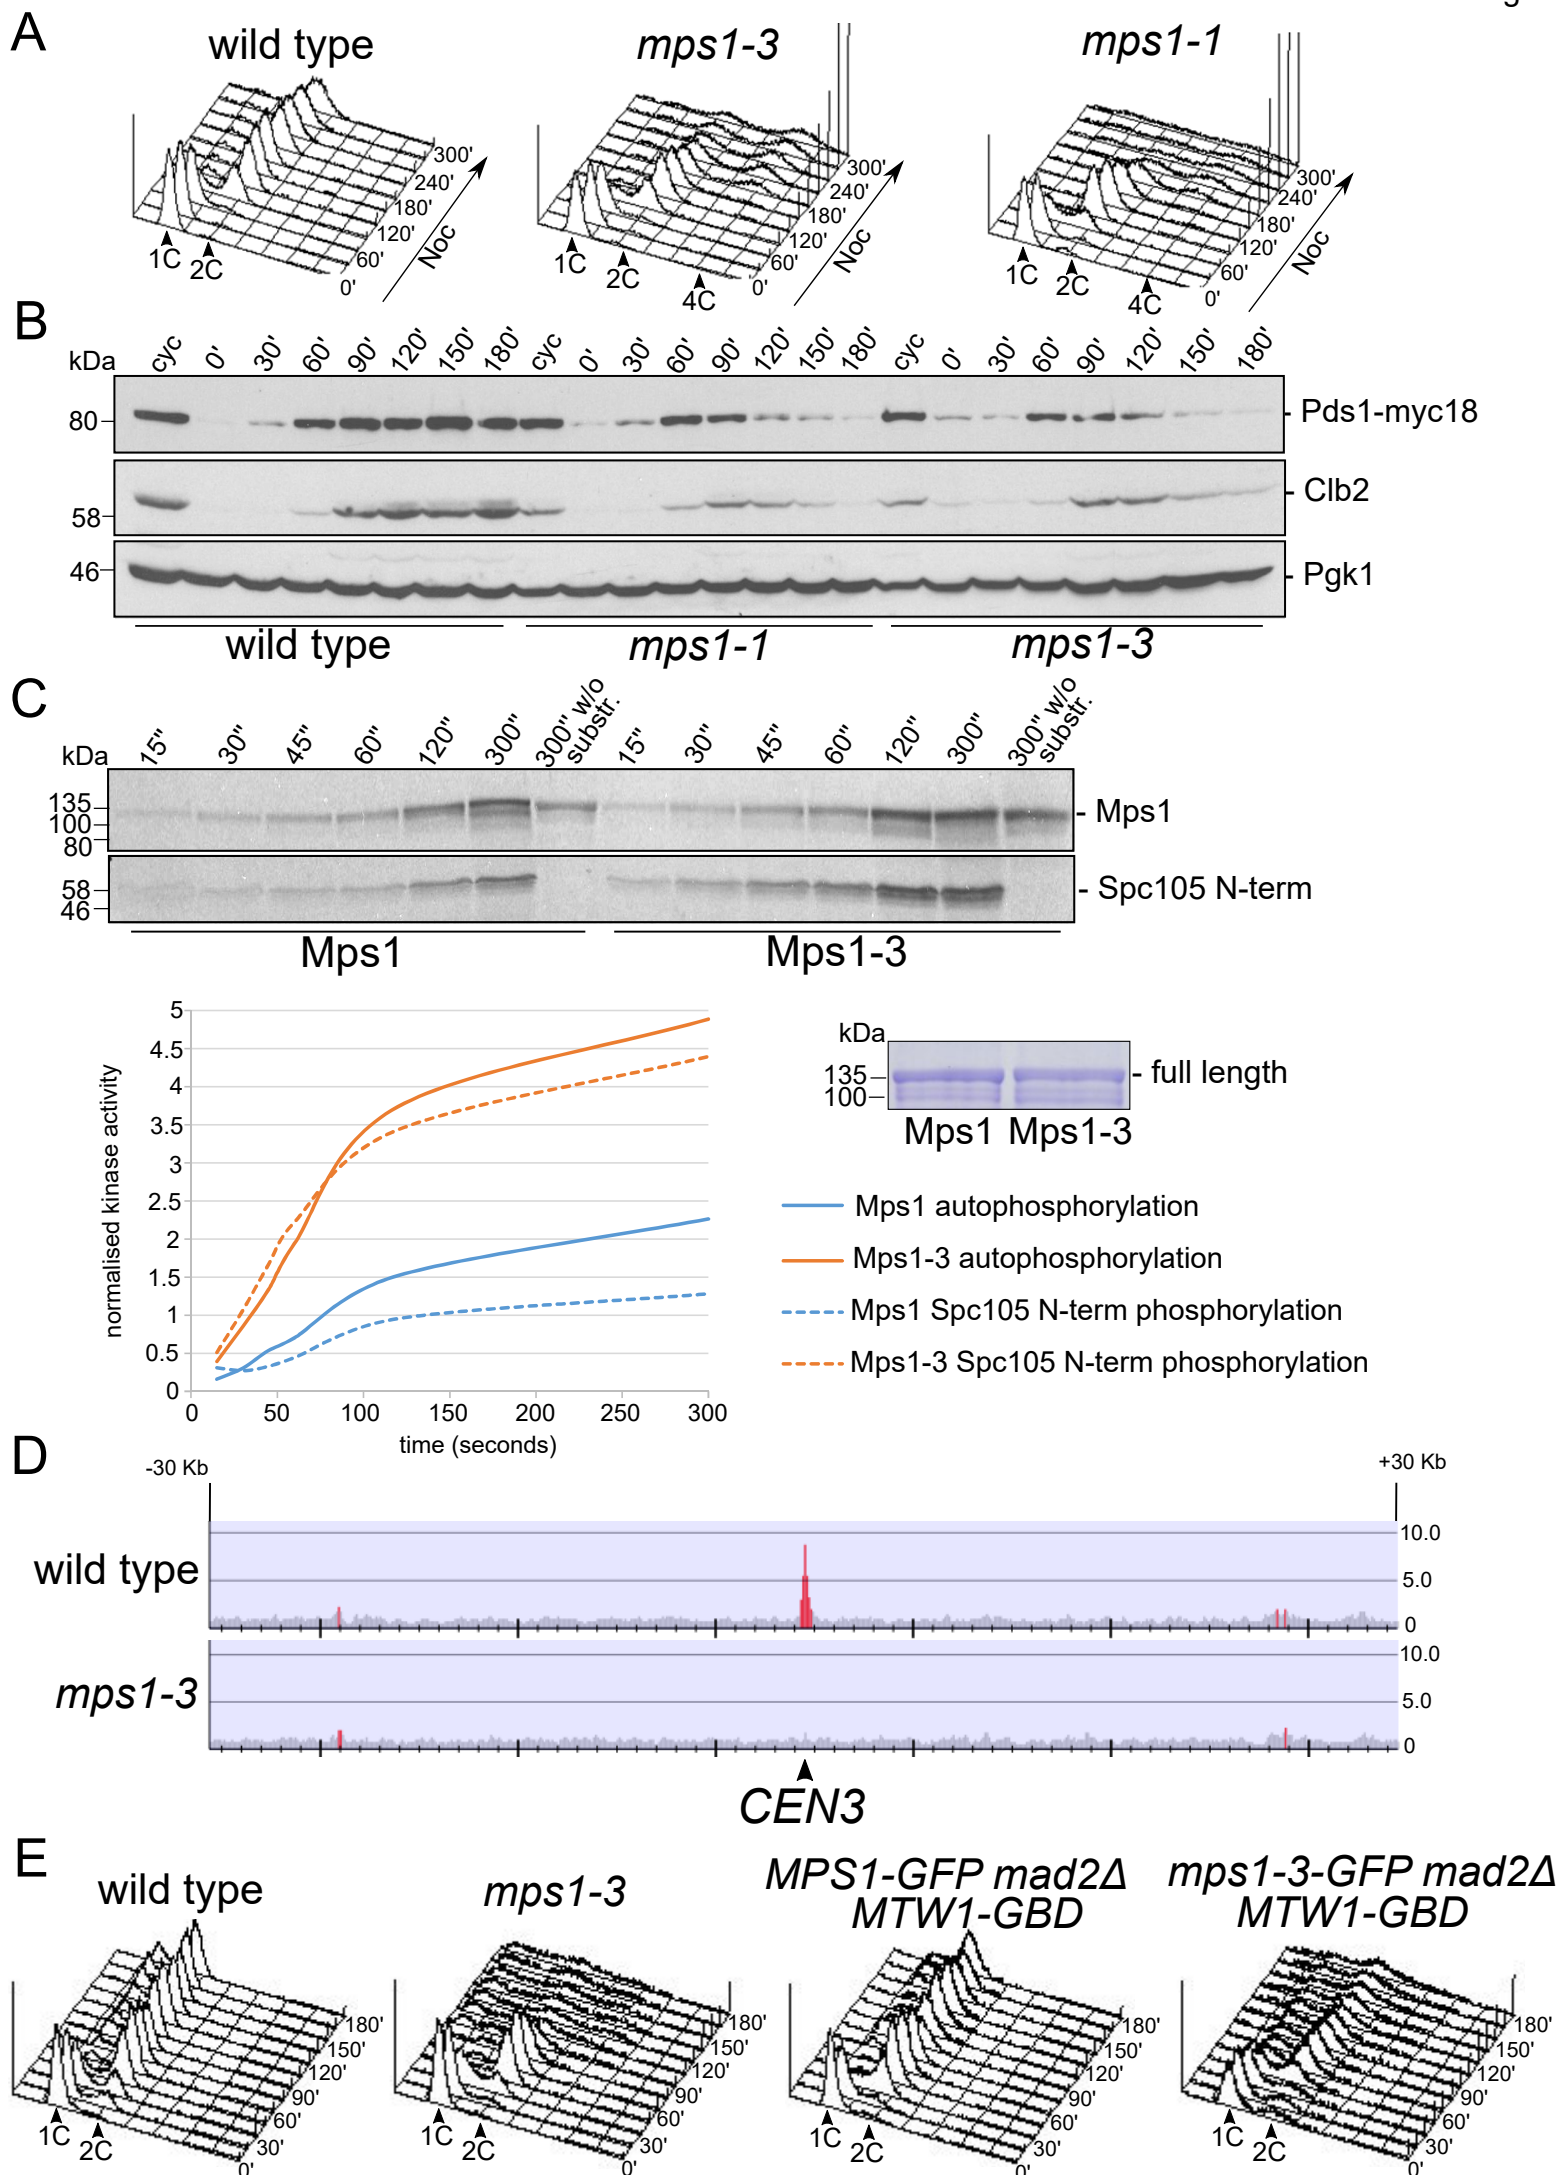 A
wild type
mps1-3
mps1-1
300'
240'
180'
120'
60'
0'
Noc
1C
2C
300'
240'
180'
120'
60'
0'
Noc
1C
2C
4C
300'
240'
180'
120'
60'
0'
Noc
1C
2C
4C
B
kDa
cyc 0' 30' 60' 90' 120' 150' 180' cyc 0' 30' 60' 90' 120' 150' 180' cyc 0' 30' 60' 90' 120' 150' 180'
80
- Pds1-myc18
- Clb2
58
46
- Pgk1
wild type
mps1-1
mps1-3
C
kDa
15" 30" 45" 60" 120" 300" 300" w/o substr. 15" 30" 45" 60" 120" 300" 300" w/o substr.
135
100
80
- Mps1
58
46
- Spc105 N-term
Mps1
Mps1-3
normalised kinase activity
5
4.5
4
3.5
3
2.5
2
1.5
1
0.5
0
0 50 100 150 200 250 300
time (seconds)
kDa
135
100
- full length
Mps1 Mps1-3
Mps1 autophosphorylation
Mps1-3 autophosphorylation
Mps1 Spc105 N-term phosphorylation
Mps1-3 Spc105 N-term phosphorylation
D
-30 Kb
+30 Kb
wild type
10.0
5.0
0
mps1-3
10.0
5.0
0
CEN3
E
wild type
mps1-3
MPS1-GFP mad2Δ
MTW1-GBD
mps1-3-GFP mad2Δ
MTW1-GBD
180'
150'
120'
90'
60'
30'
0'
1C
2C
180'
150'
120'
90'
60'
30'
0'
1C
2C
180'
150'
120'
90'
60'
30'
0'
1C
2C
180'
150'
120'
90'
60'
30'
0'
1C
2C